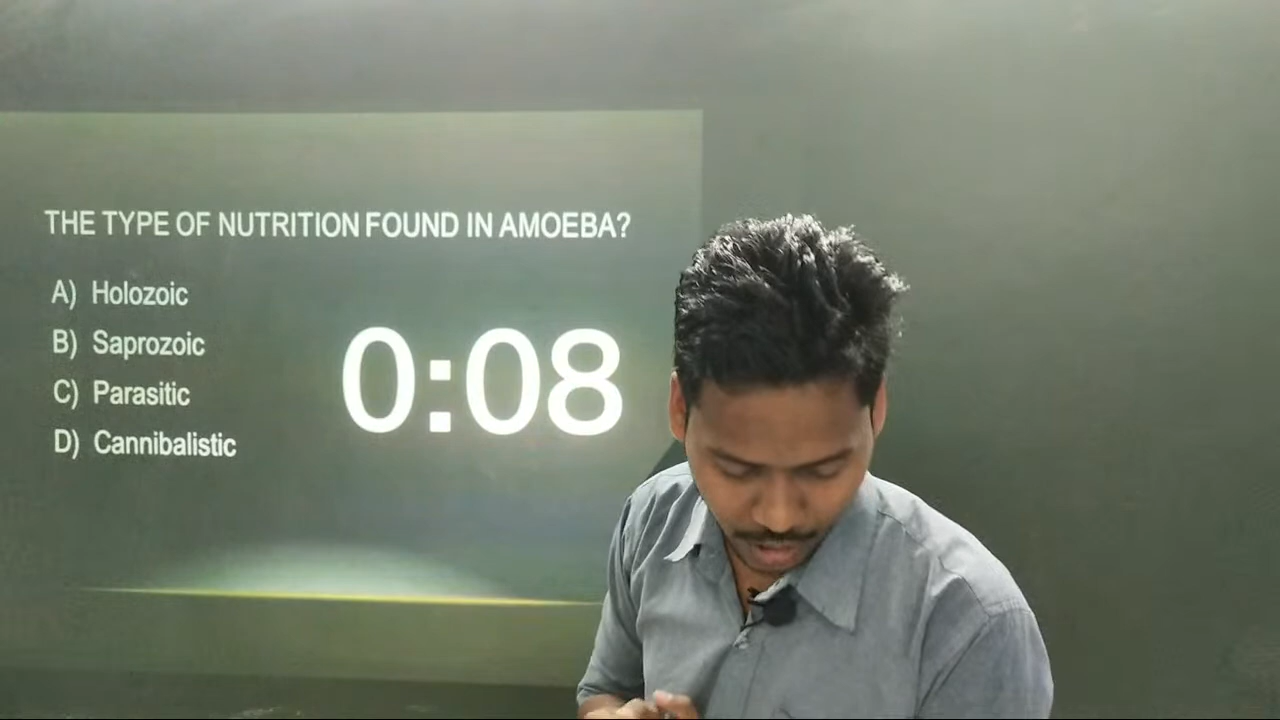 THE TYPE OF NUTRITION FOUND IN AMOEBA?
A) Holozoic
B) Saprozoic
C) Parasitic
D) Cannibalistic
0:08